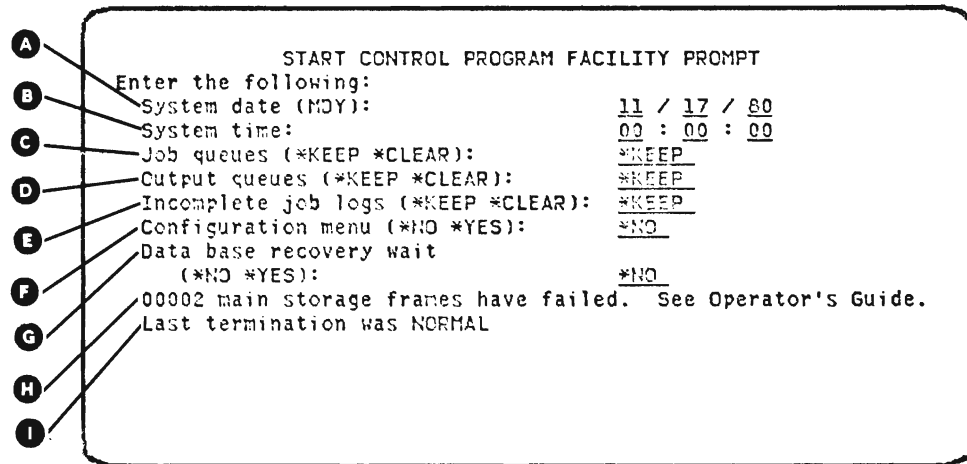 START CONTROL PROGRAM FACILITY PROMPT
Enter the following:
A System date (MDY): 11 / 17 / 80
B System time: 00 : 00 : 00
C Job queues (*KEEP *CLEAR): *KEEP
D Output queues (*KEEP *CLEAR): *KEEP
E Incomplete job logs (*KEEP *CLEAR): *KEEP
F Configuration menu (*NO *YES): *NO
G Data base recovery wait
(*NO *YES): *NO
H 00002 main storage frames have failed. See Operator's Guide.
I Last termination was NORMAL